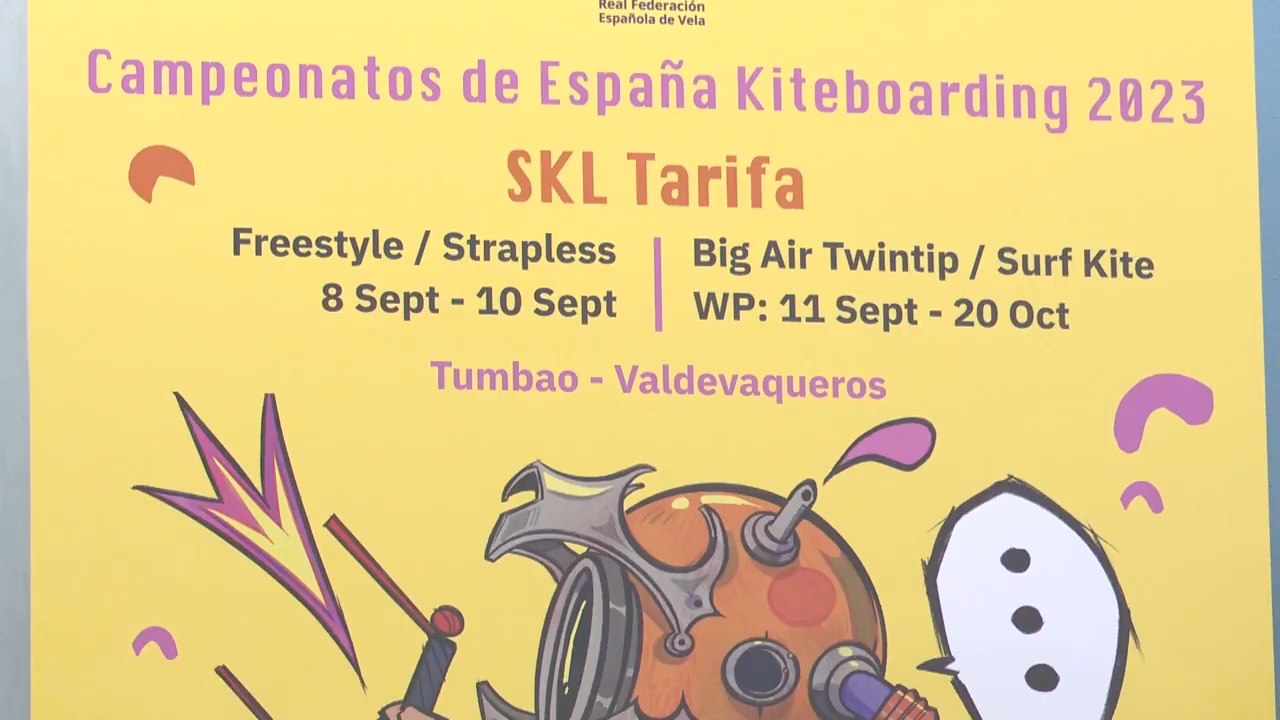 Real Federación
Española de Vela
Campeonatos de España Kiteboarding 2023
SKL Tarifa
Freestyle / Strapless
8 Sept - 10 Sept
Big Air Twintip / Surf Kite
WP: 11 Sept - 20 Oct
Tumbao - Valdevaqueros